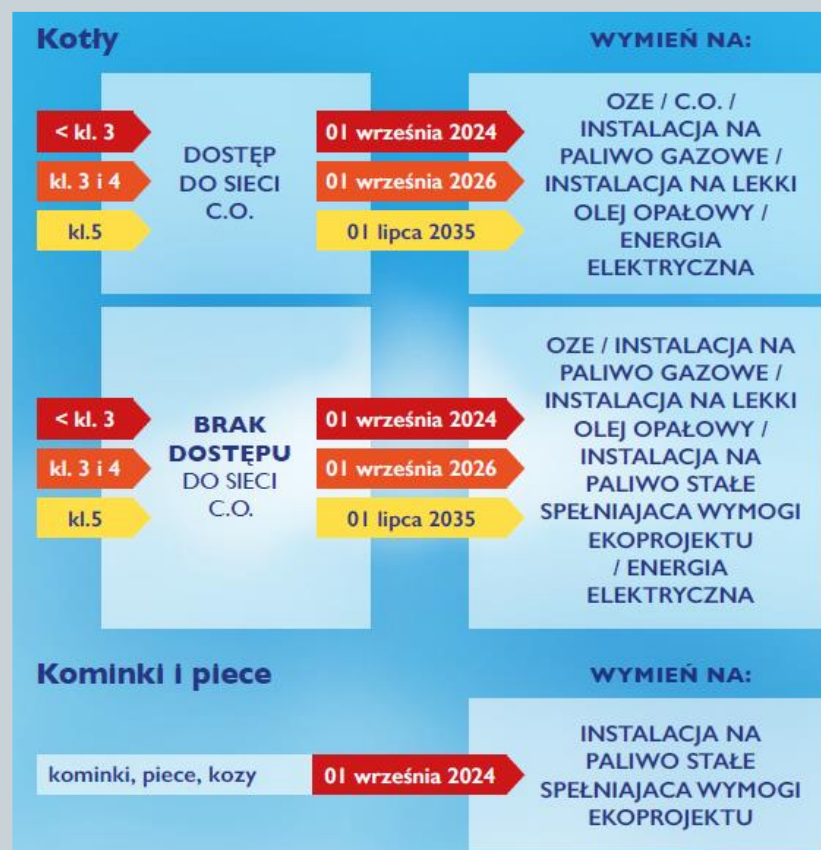 Kotły
WYMIEŃ NA:
< kl. 3
kl. 3 i 4
kl.5
DOSTĘP
DO SIECI
C.O.
01 września 2024
01 września 2026
01 lipca 2035
OZE / C.O. /
INSTALACJA NA
PALIWO GAZOWE /
INSTALACJA NA LEKKI
OLEJ OPAŁOWY /
ENERGIA
ELEKTRYCZNA
< kl. 3
kl. 3 i 4
kl.5
BRAK
DOSTĘPU
DO SIECI
C.O.
01 września 2024
01 września 2026
01 lipca 2035
OZE / INSTALACJA NA
PALIWO GAZOWE /
INSTALACJA NA LEKKI
OLEJ OPAŁOWY /
INSTALACJA NA
PALIWO STAŁE
SPEŁNIAJACA WYMOGI
EKOPROJEKTU
/ ENERGIA
ELEKTRYCZNA
Kominki i piece
WYMIEŃ NA:
kominki, piece, kozy
01 września 2024
INSTALACJA NA
PALIWO STAŁE
SPEŁNIAJACA WYMOGI
EKOPROJEKTU